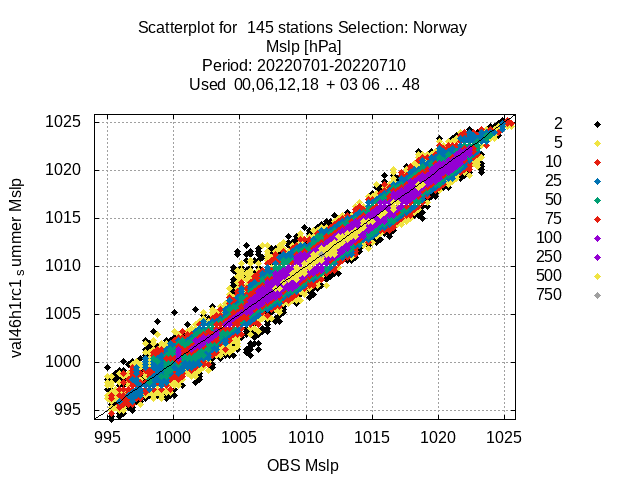 Scatterplot for  145 stations Selection: Norway
Mslp [hPa]
Period: 20220701-20220710
Used  00,06,12,18  + 03 06 ... 48
val46h1rc1 s ummer Mslp
1025
1020
1015
1010
1005
1000
995
995 1000 1005 1010 1015 1020 1025
OBS Mslp
2
5
10
25
50
75
100
250
500
750